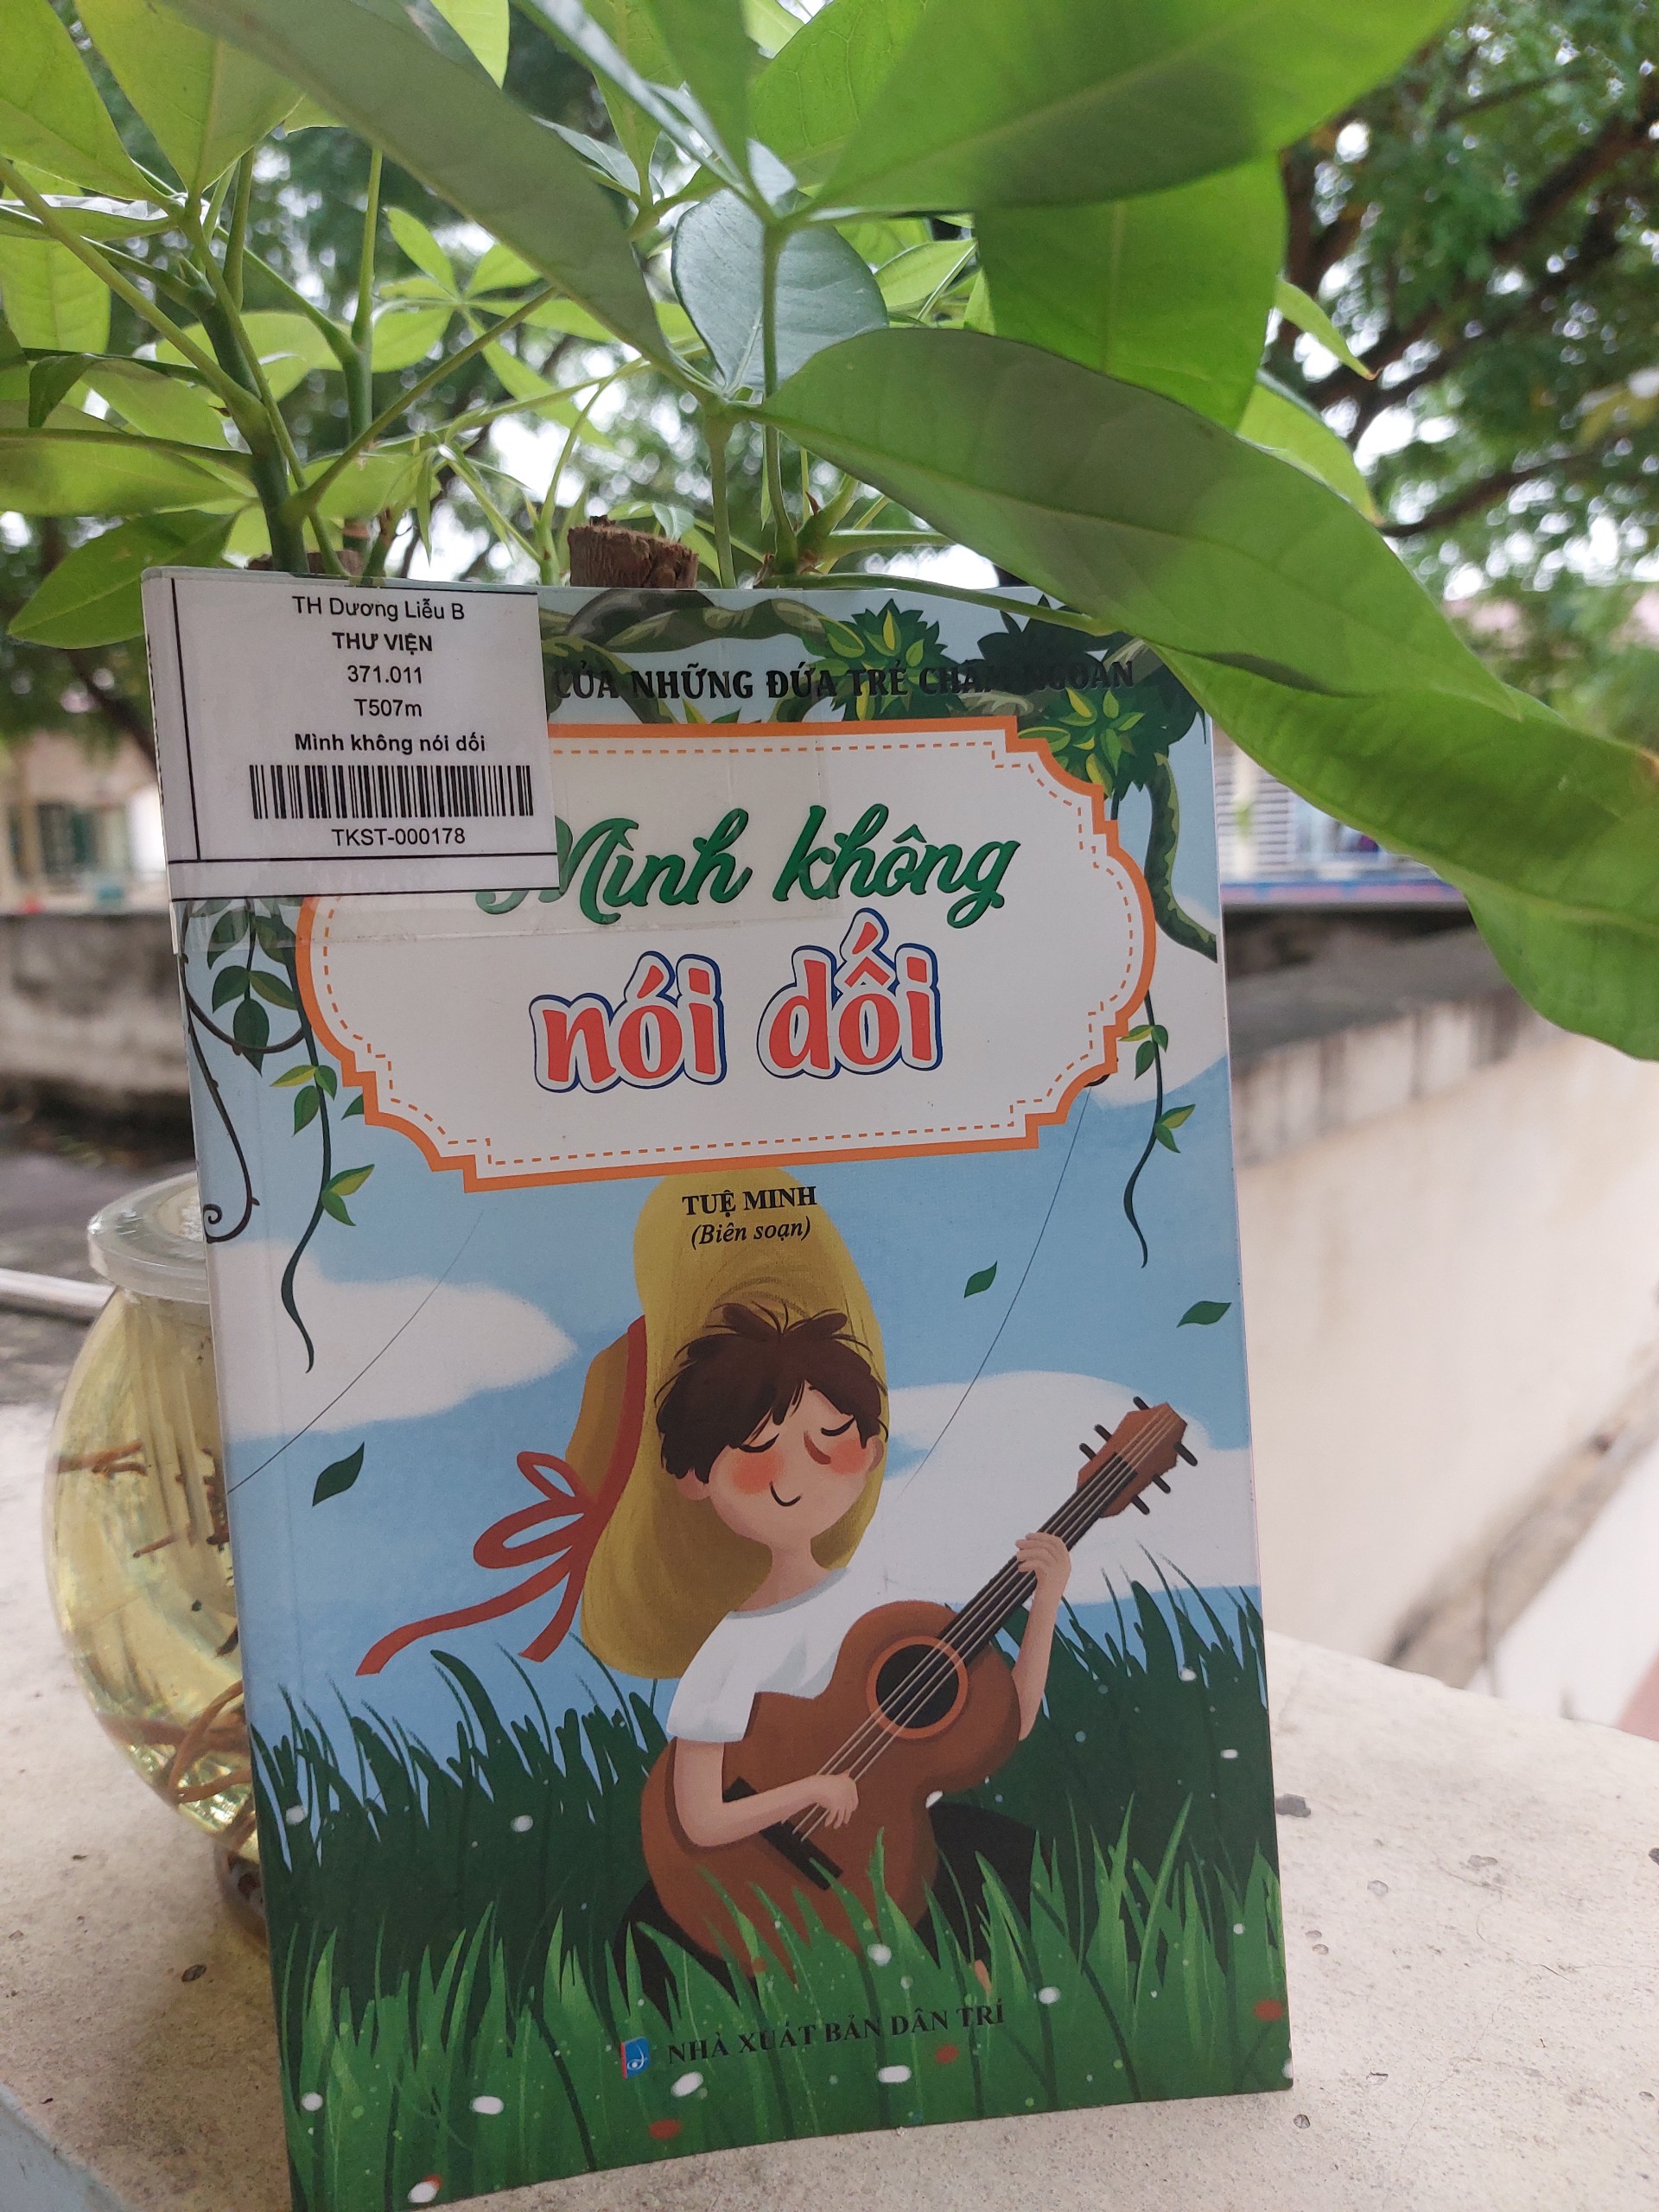 TH Dương Liễu B
THƯ VIỆN
371.011
T507m
Mình không nói dối
TKST-000178
CỦA NHỮNG ĐỨA TRẺ CHĂM NGOAN
Mình không
nói dối
TUỆ MINH
(Biên soạn)
NHÀ XUẤT BẢN DÂN TRÍ